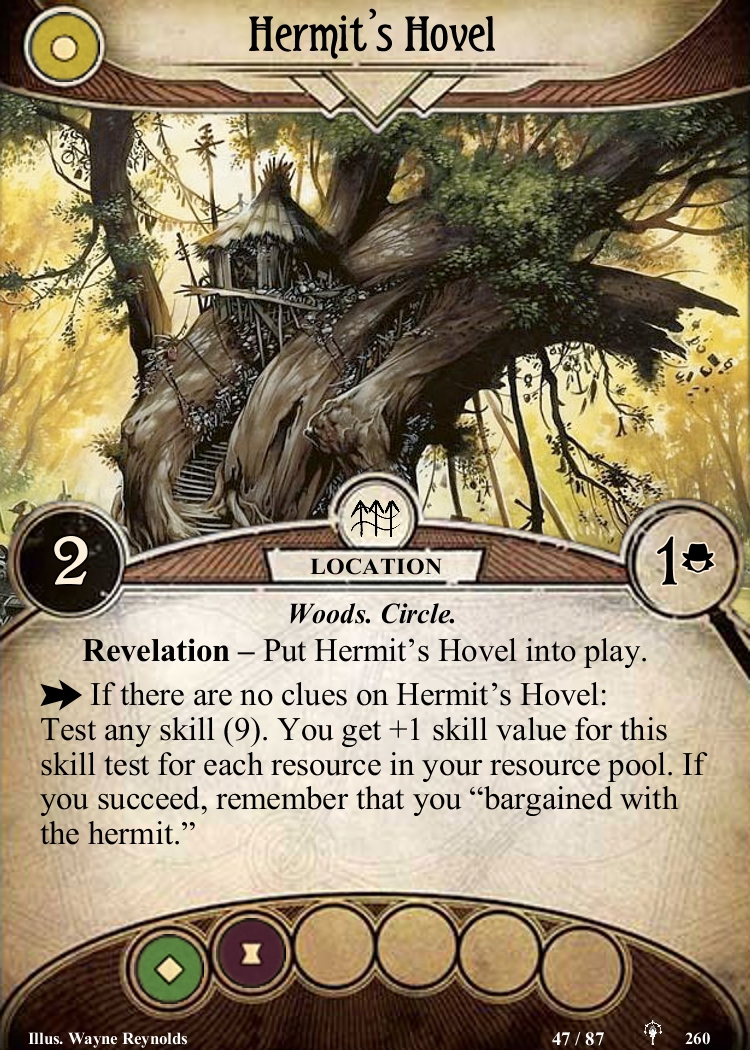 Hermit's Hovel
2
1
LOCATION
Woods. Circle.
Revelation – Put Hermit's Hovel into play.
If there are no clues on Hermit's Hovel:
Test any skill (9). You get +1 skill value for this
skill test for each resource in your resource pool. If
you succeed, remember that you “bargained with
the hermit.”
Illus. Wayne Reynolds
47 / 87
260